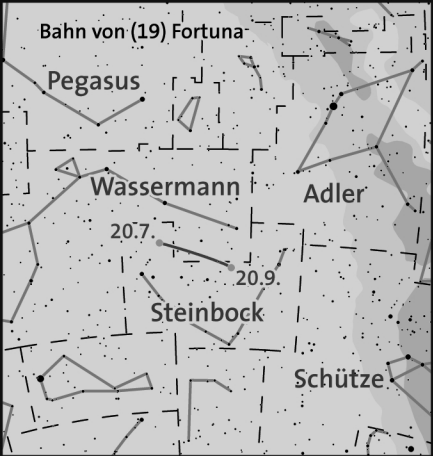 Bahn von (19) Fortuna
Pegasus
Wassermann
Adler
20.7.
20.9.
Steinbock
Schütze